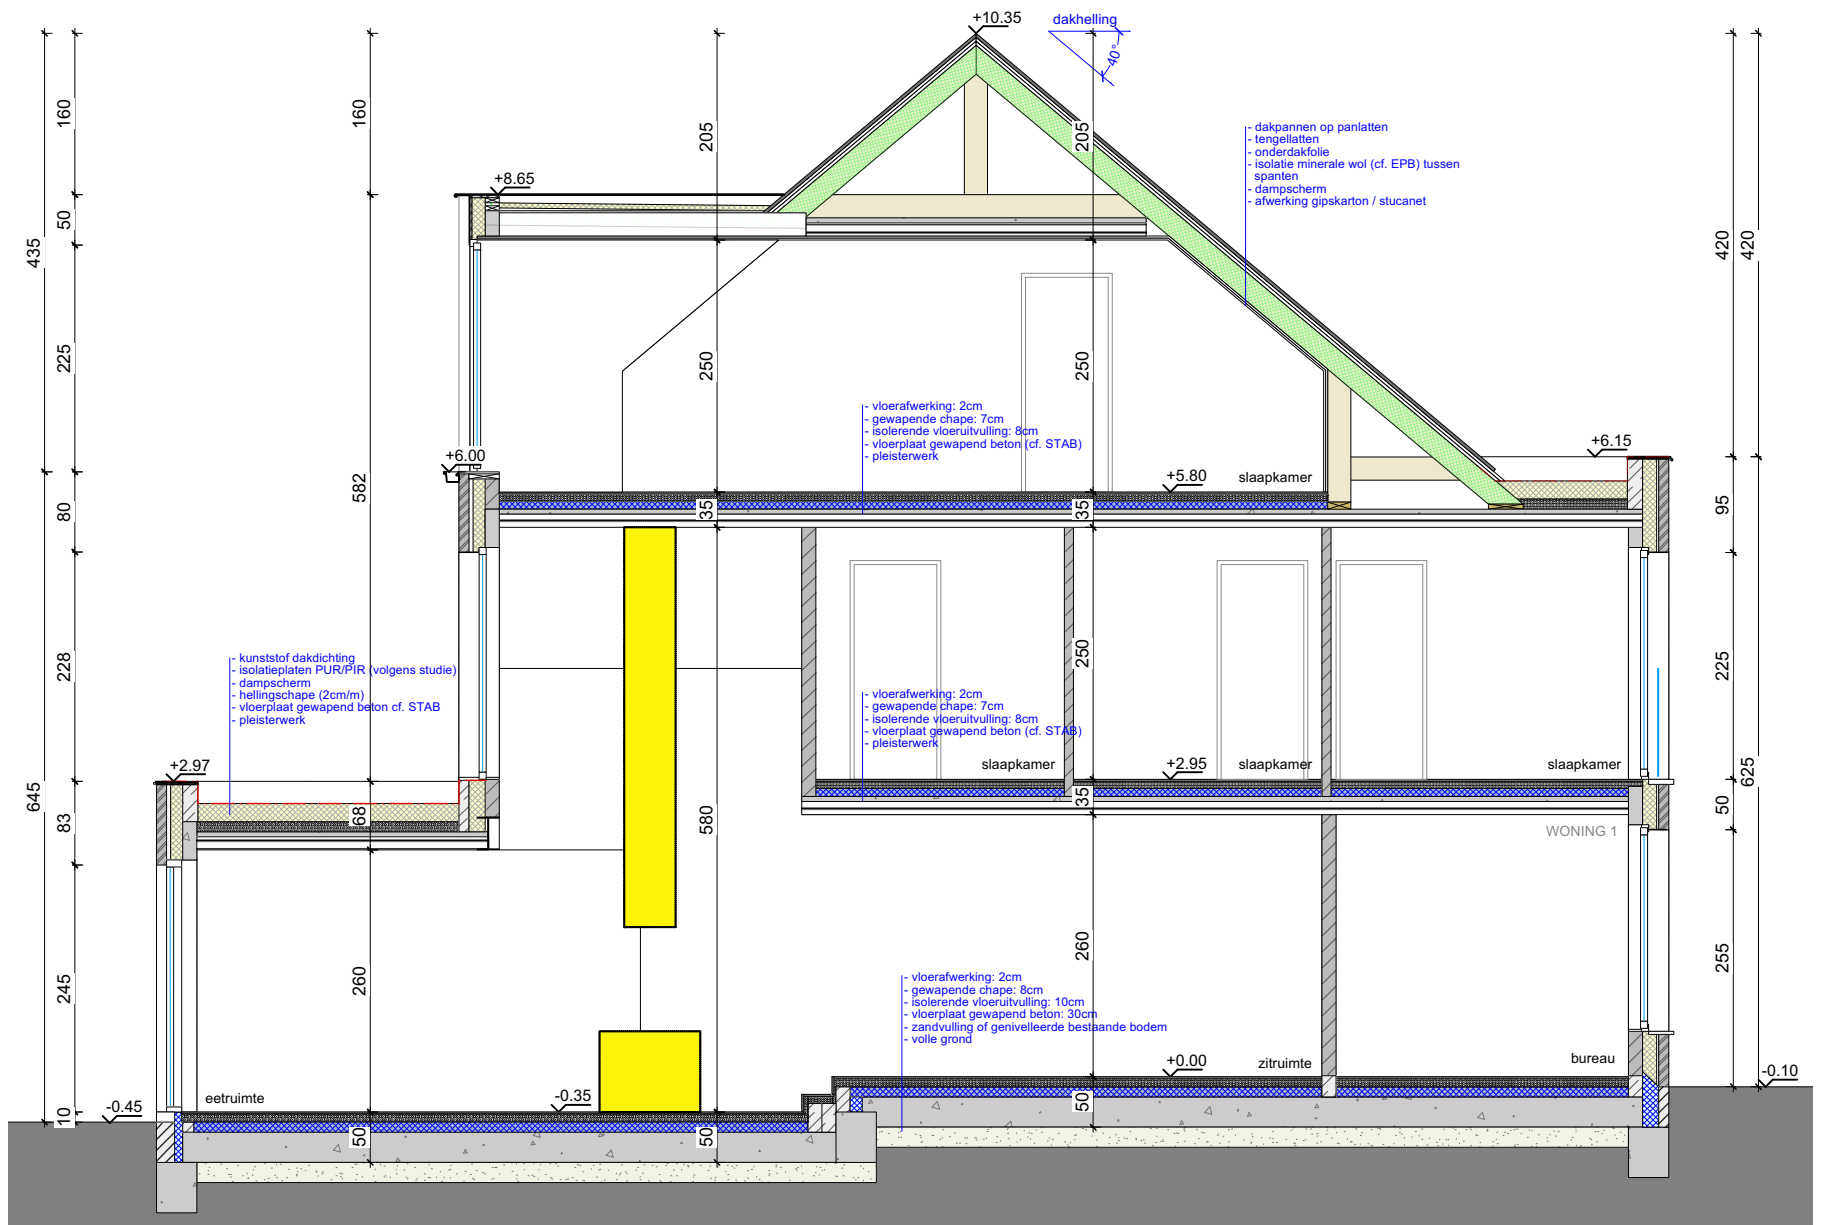 +10.35
dakhelling
40°
160
160
205
205
- dakpannen op panlatten
- tengellatten
- onderdakfolie
- isolatie minerale wol (cf. EPB) tussen
spanten
- dampscherm
- afwerking gipskarton / stucanet
+8.65
50
435
420
420
225
250
250
- vloerafwerking: 2cm
- gewapende chape: 7cm
- isolerende vloeruitvulling: 8cm
- vloerplaat gewapend beton (cf. STAB)
- pleisterwerk
+6.15
+6.00
+5.80
slaapkamer
582
80
35
35
95
228
250
225
- kunststof dakdichting
- isolatieplaten PUR/PIR (volgens studie)
- dampscherm
- hellingschape (2cm/m)
- vloerplaat gewapend beton cf. STAB
- pleisterwerk
- vloerafwerking: 2cm
- gewapende chape: 7cm
- isolerende vloeruitvulling: 8cm
- vloerplaat gewapend beton (cf. STAB)
- pleisterwerk
+2.97
slaapkamer
+2.95
slaapkamer
slaapkamer
645
625
83
68
580
35
50
WONING 1
245
260
260
255
- vloerafwerking: 2cm
- gewapende chape: 8cm
- isolerende vloeruitvulling: 10cm
- vloerplaat gewapend beton: 30cm
- zandvulling of genivelleerde bestaande bodem
- volle grond
+0.00
zitruimte
bureau
-0.10
eetruimte
-0.35
-0.45
10
50
50
50